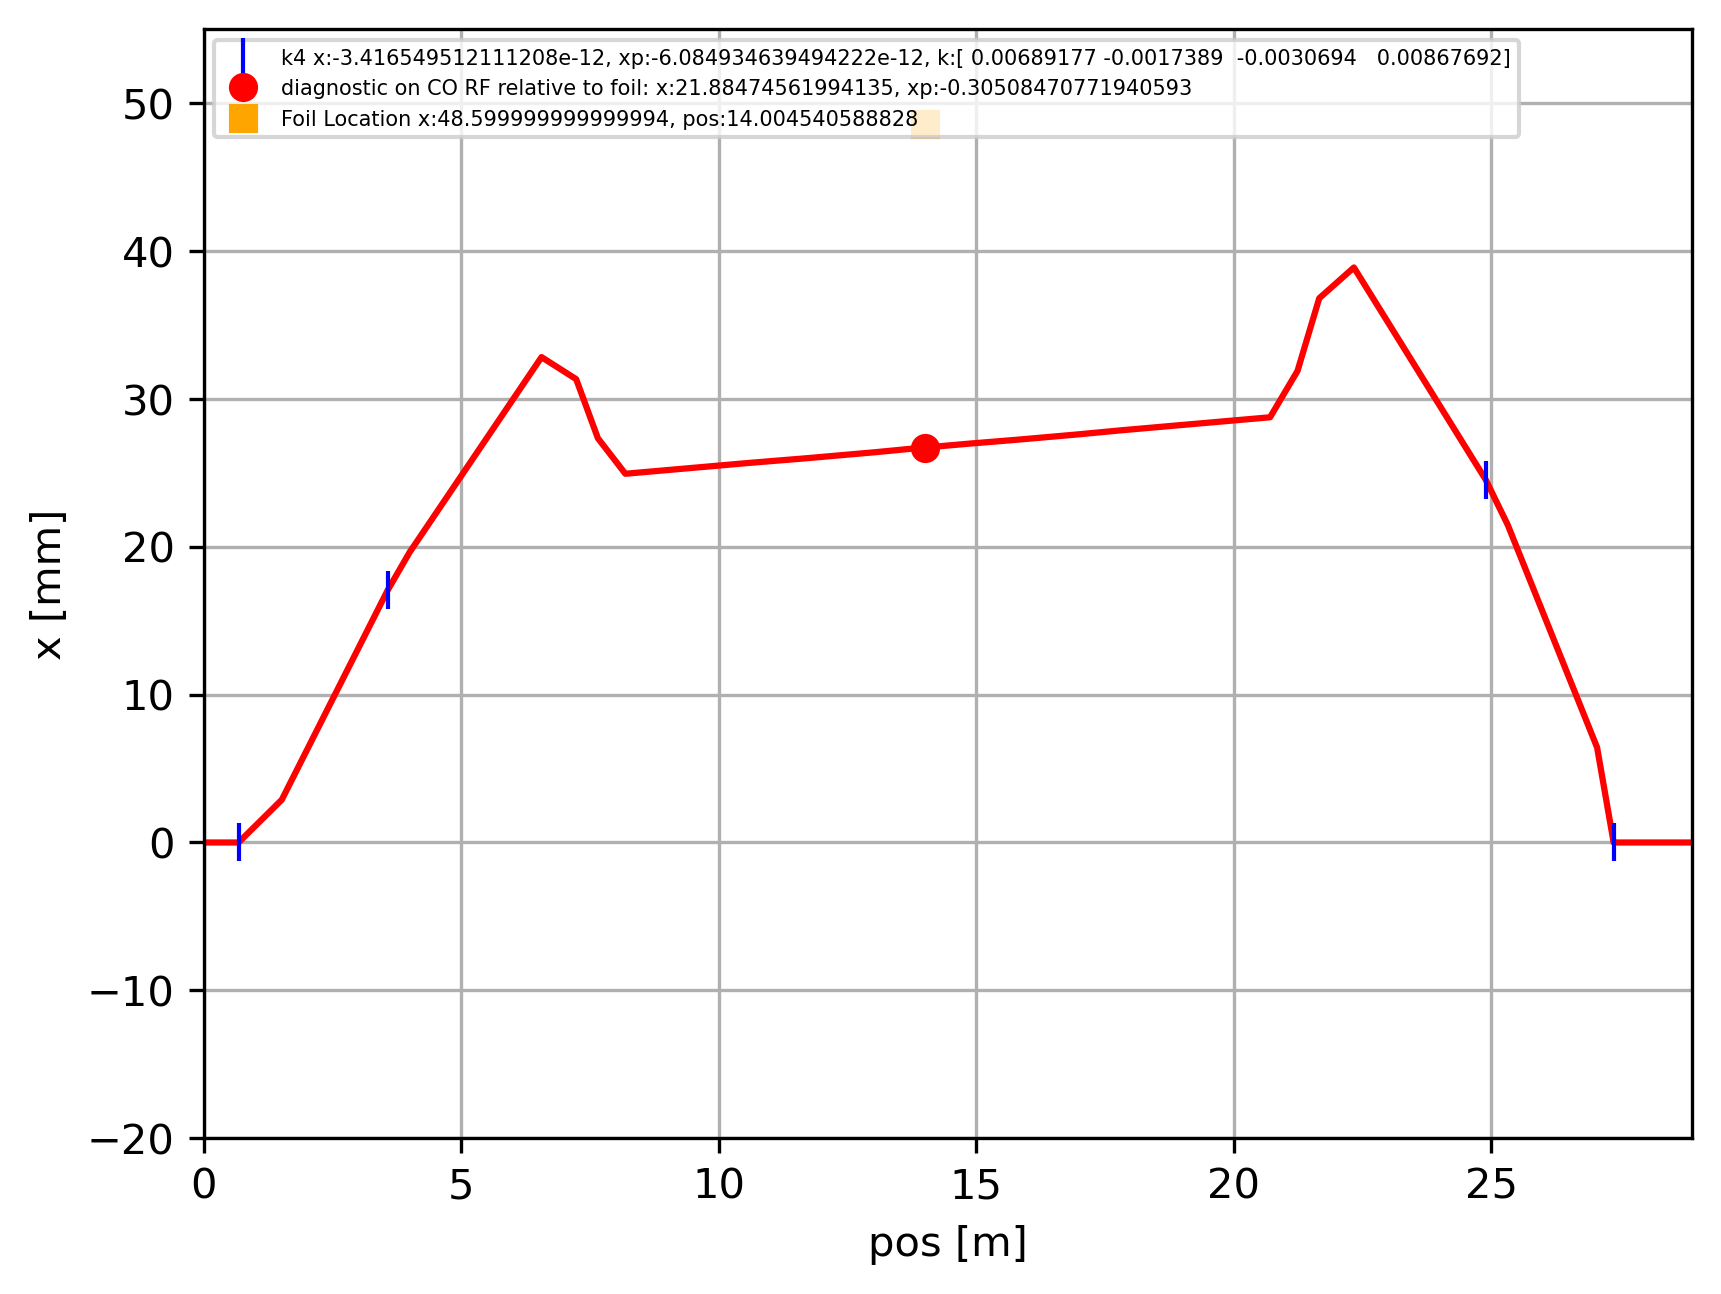 k4 x:-3.416549512111208e-12, xp:-6.084934639494222e-12, k:[ 0.00689177 -0.0017389  -0.0030694   0.00867692]
diagnostic on CO RF relative to foil: x:21.88474561994135, xp:-0.30508470771940593
Foil Location x:48.599999999999994, pos:14.004540588828
50
40
30
20
10
0
−10
−20
x [mm]
0 5 10 15 20 25
pos [m]